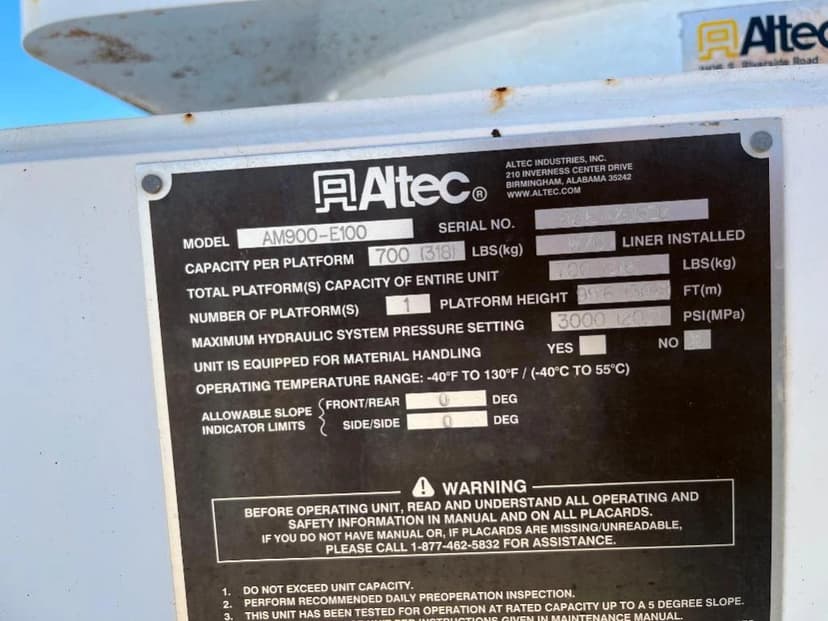 Altec
Riverside Road
Altec®
ALTEC INDUSTRIES, INC.
210 INVERNESS CENTER DRIVE
BIRMINGHAM, ALABAMA 35242
WWW.ALTEC.COM
MODEL AM900-E100 SERIAL NO.
CAPACITY PER PLATFORM 700 (318) LBS(kg) LINER INSTALLED
TOTAL PLATFORM(S) CAPACITY OF ENTIRE UNIT LBS(kg)
NUMBER OF PLATFORM(S) 1 PLATFORM HEIGHT FT(m)
MAXIMUM HYDRAULIC SYSTEM PRESSURE SETTING 3000 PSI(MPa)
UNIT IS EQUIPPED FOR MATERIAL HANDLING YES NO
OPERATING TEMPERATURE RANGE: -40°F TO 130°F / (-40°C TO 55°C)
ALLOWABLE SLOPE INDICATOR LIMITS
FRONT/REAR 0 DEG
SIDE/SIDE 0 DEG
WARNING
BEFORE OPERATING UNIT, READ AND UNDERSTAND ALL OPERATING AND
SAFETY INFORMATION IN MANUAL AND ON ALL PLACARDS.
IF YOU DO NOT HAVE MANUAL OR, IF PLACARDS ARE MISSING/UNREADABLE,
PLEASE CALL 1-877-462-5832 FOR ASSISTANCE.
1. DO NOT EXCEED UNIT CAPACITY.
2. PERFORM RECOMMENDED DAILY PREOPERATION INSPECTION.
3. THIS UNIT HAS BEEN TESTED FOR OPERATION AT RATED CAPACITY UP TO A 5 DEGREE SLOPE.
INSTRUCTIONS GIVEN IN MAINTENANCE MANUAL.